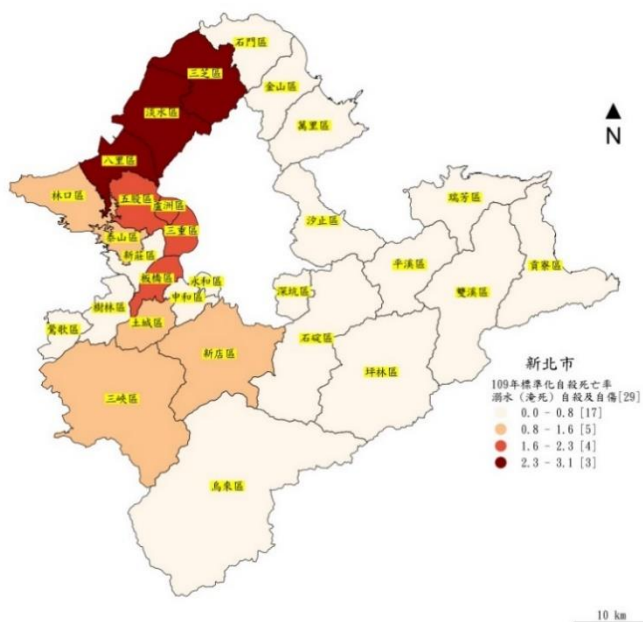 石門區
三芝區
金山區
淡水區
萬里區
N
八里區
林口區
五股區
蘆洲區
瑞芳區
汐止區
三重區
泰山區
新莊區
平溪區
貢寮區
板橋區
永和區
深坑區
雙溪區
樹林區
中和區
鶯歌區
土城區
石碇區
新店區
坪林區
三峽區
烏來區
新北市
109年標準化自殺死亡率
溺水（淹死）自殺及自傷[29]
0.0 - 0.8 [17]
0.8 - 1.6 [5]
1.6 - 2.3 [4]
2.3 - 3.1 [3]
10 km